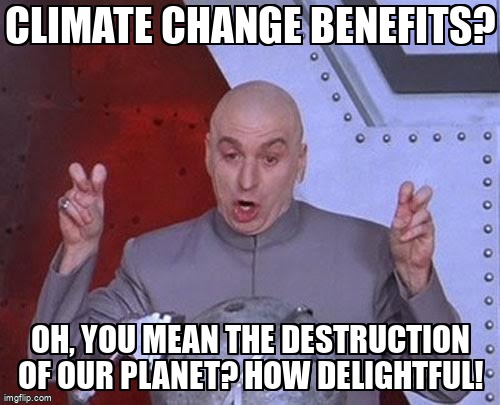 CLIMATE CHANGE BENEFITS?
OH, YOU MEAN THE DESTRUCTION
OF OUR PLANET? HOW DELIGHTFUL!
imgflip.com